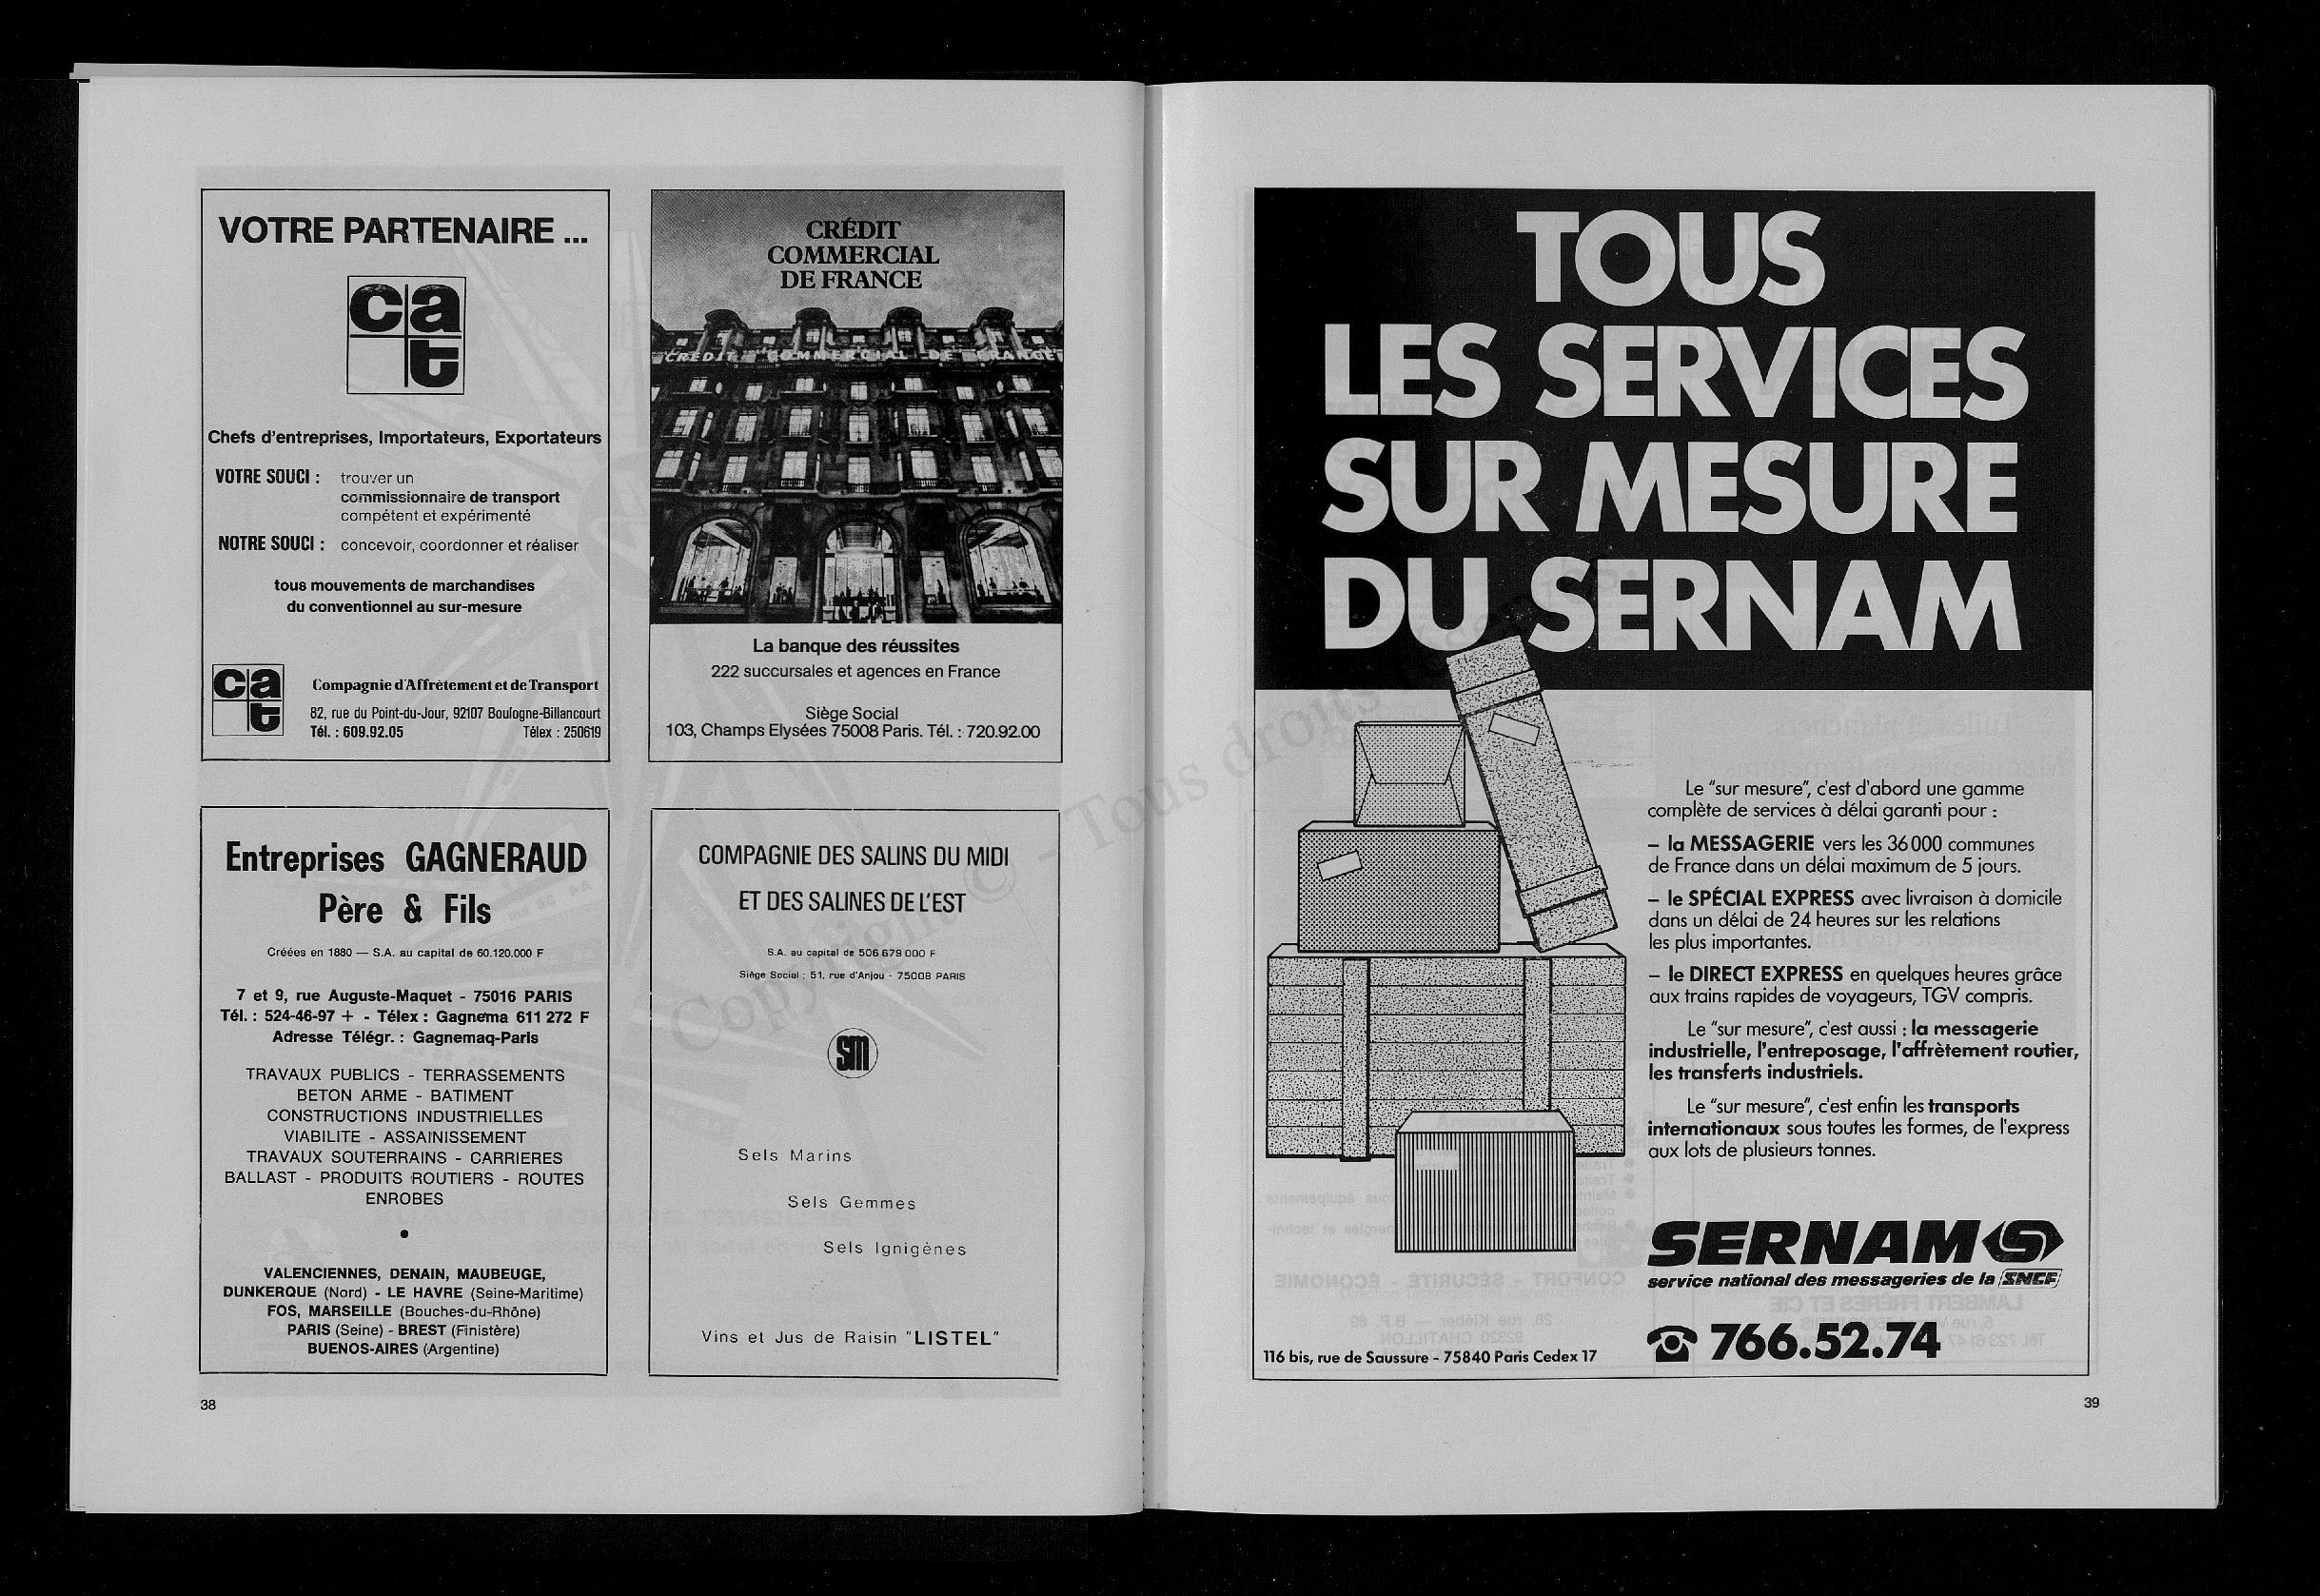 VOTRE PARTENAIRE ...
ca
t
Chefs d'entreprises, Importateurs, Exportateurs
VOTRE SOUCI : trouver un
commissionnaire de transport
compétent et expérimenté
NOTRE SOUCI : concevoir, coordonner et réaliser
tous mouvements de marchandises
du conventionnel au sur-mesure
ca
t
Compagnie d'Affrètement et de Transport
82, rue du Point-du-Jour, 92107 Boulogne-Billancourt
Tél. : 609.92.05 Télex : 250619
CRÉDIT
COMMERCIAL
DE FRANCE
CREDIT COMMERCIAL DE FRANCE
La banque des réussites
222 succursales et agences en France
Siège Social
103, Champs Elysées 75008 Paris. Tél. : 720.92.00
Entreprises GAGNERAUD
Père & Fils
Créées en 1880 — S.A. au capital de 60.120.000 F
7 et 9, rue Auguste-Maquet - 75016 PARIS
Tél. : 524-46-97 + - Télex : Gagnema 611 272 F
Adresse Télégr. : Gagnemaq-Paris
TRAVAUX PUBLICS - TERRASSEMENTS
BETON ARME - BATIMENT
CONSTRUCTIONS INDUSTRIELLES
VIABILITE - ASSAINISSEMENT
TRAVAUX SOUTERRAINS - CARRIERES
BALLAST - PRODUITS ROUTIERS - ROUTES
ENROBES
•
VALENCIENNES, DENAIN, MAUBEUGE,
DUNKERQUE (Nord) - LE HAVRE (Seine-Maritime)
FOS, MARSEILLE (Bouches-du-Rhône)
PARIS (Seine) - BREST (Finistère)
BUENOS-AIRES (Argentine)
COMPAGNIE DES SALINS DU MIDI
ET DES SALINES DE L'EST
S.A. au capital de 506 679 000 F
Siège Social : 51, rue d'Anjou - 75008 PARIS
sm
Sels Marins
Sels Gemmes
Sels Ignigènes
Vins et Jus de Raisin "LISTEL"
38
TOUS
LES SERVICES
SUR MESURE
DU SERNAM
Le "sur mesure", c'est d'abord une gamme
complète de services à délai garanti pour :
– la MESSAGERIE vers les 36 000 communes
de France dans un délai maximum de 5 jours.
– le SPÉCIAL EXPRESS avec livraison à domicile
dans un délai de 24 heures sur les relations
les plus importantes.
– le DIRECT EXPRESS en quelques heures grâce
aux trains rapides de voyageurs, TGV compris.
Le "sur mesure", c'est aussi : la messagerie
industrielle, l'entreposage, l'affrètement routier,
les transferts industriels.
Le "sur mesure", c'est enfin les transports
internationaux sous toutes les formes, de l'express
aux lots de plusieurs tonnes.
SERNAM S
service national des messageries de la SNCF
116 bis, rue de Saussure - 75840 Paris Cedex 17
☎ 766.52.74
39
Copyright © - Tous droits